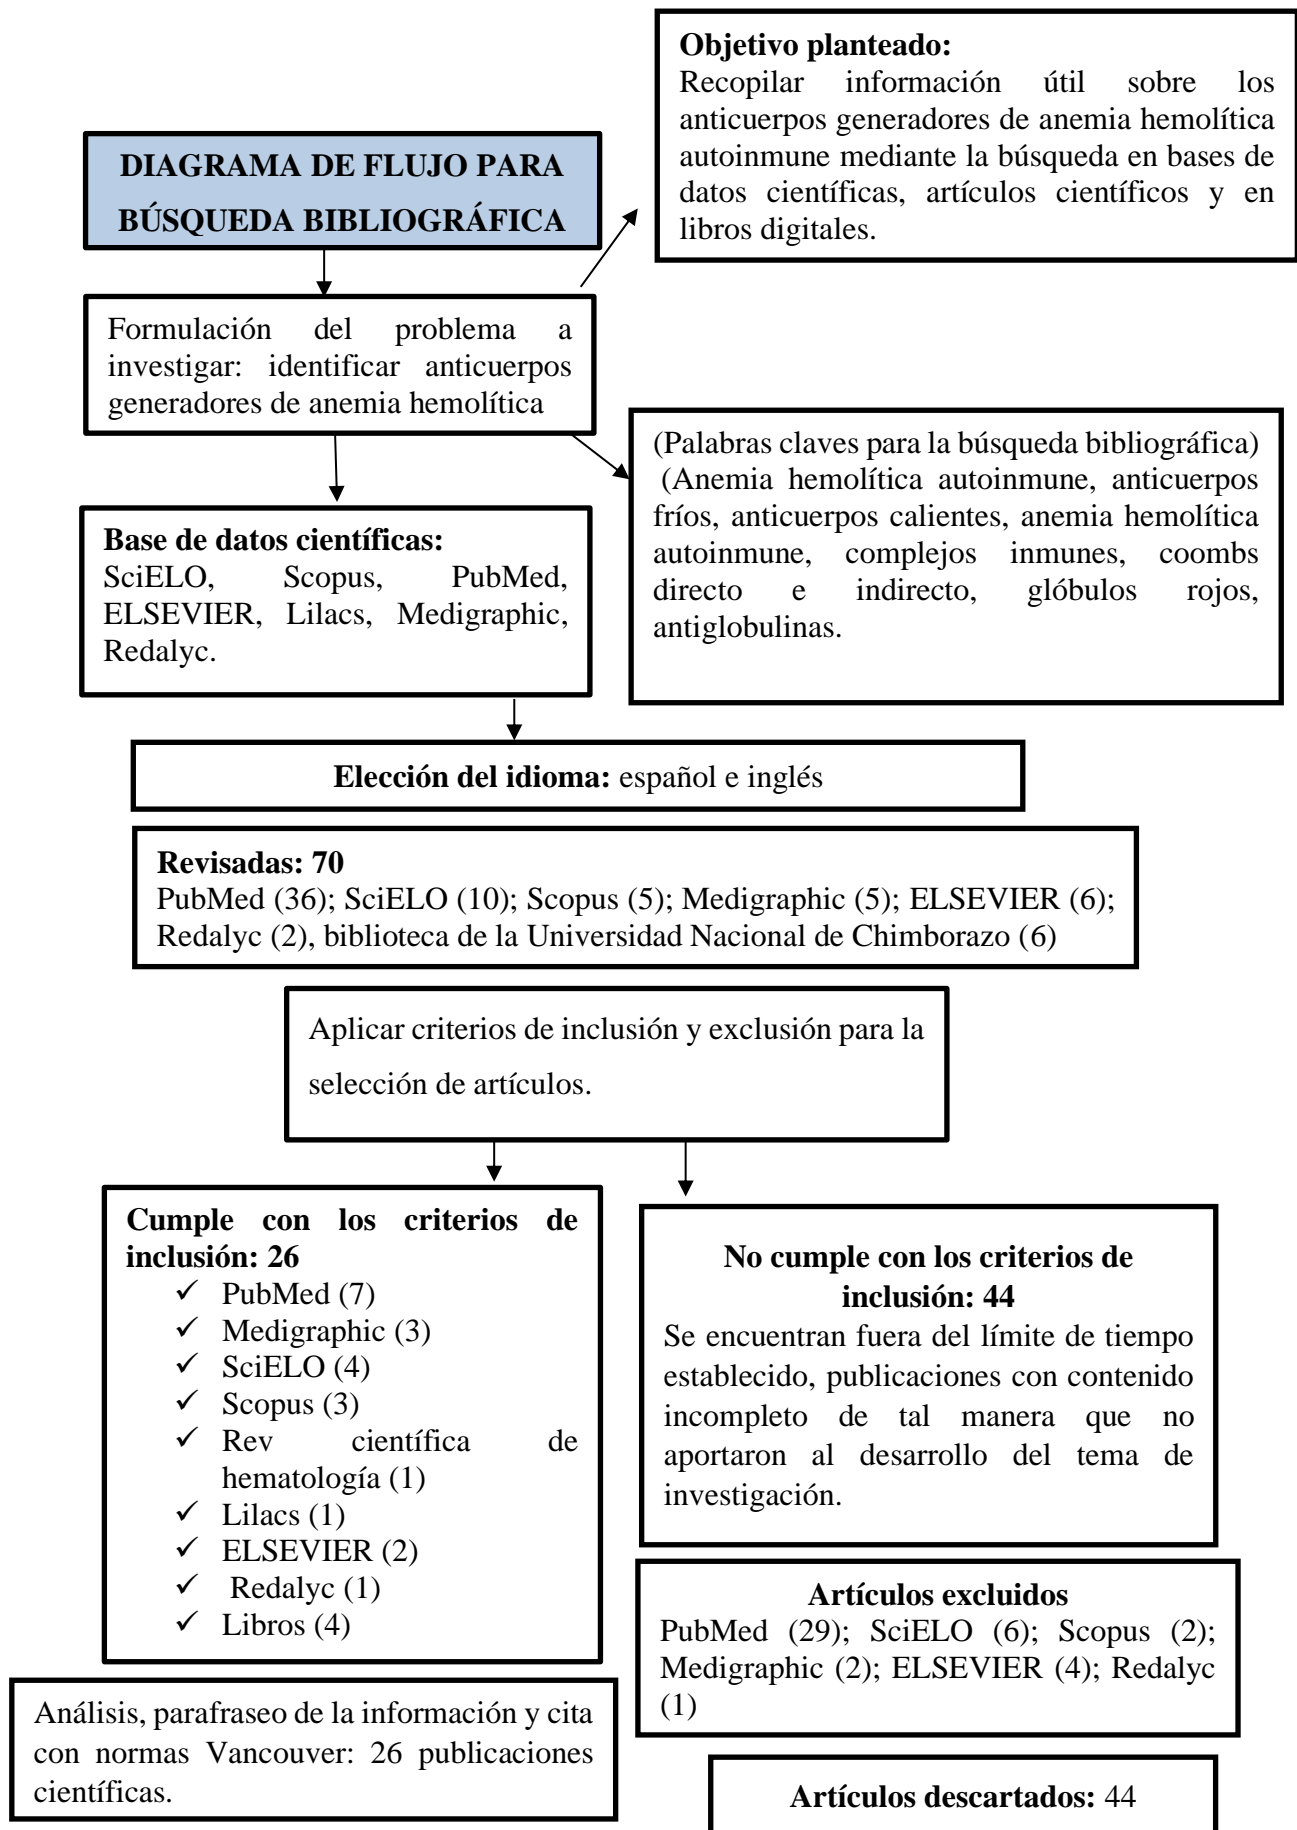 DIAGRAMA DE FLUJO PARA
BÚSQUEDA BIBLIOGRÁFICA
Objetivo planteado:
Recopilar información útil sobre los
anticuerpos generadores de anemia hemolítica
autoinmune mediante la búsqueda en bases de
datos científicas, artículos científicos y en
libros digitales.
Formulación del problema a
investigar: identificar anticuerpos
generadores de anemia hemolítica
(Palabras claves para la búsqueda bibliográfica)
(Anemia hemolítica autoinmune, anticuerpos
fríos, anticuerpos calientes, anemia hemolítica
autoinmune, complejos inmunes, coombs
directo e indirecto, glóbulos rojos,
antiglobulinas.
Base de datos científicas:
SciELO, Scopus, PubMed,
ELSEVIER, Lilacs, Medigraphic,
Redalyc.
Elección del idioma: español e inglés
Revisadas: 70
PubMed (36); SciELO (10); Scopus (5); Medigraphic (5); ELSEVIER (6);
Redalyc (2), biblioteca de la Universidad Nacional de Chimborazo (6)
Aplicar criterios de inclusión y exclusión para la
selección de artículos.
Cumple con los criterios de
inclusión: 26
✓ PubMed (7)
✓ Medigraphic (3)
✓ SciELO (4)
✓ Scopus (3)
✓ Rev científica de
hematología (1)
✓ Lilacs (1)
✓ ELSEVIER (2)
✓ Redalyc (1)
✓ Libros (4)
No cumple con los criterios de
inclusión: 44
Se encuentran fuera del límite de tiempo
establecido, publicaciones con contenido
incompleto de tal manera que no
aportaron al desarrollo del tema de
investigación.
Artículos excluidos
PubMed (29); SciELO (6); Scopus (2);
Medigraphic (2); ELSEVIER (4); Redalyc
(1)
Análisis, parafraseo de la información y cita
con normas Vancouver: 26 publicaciones
científicas.
Artículos descartados: 44